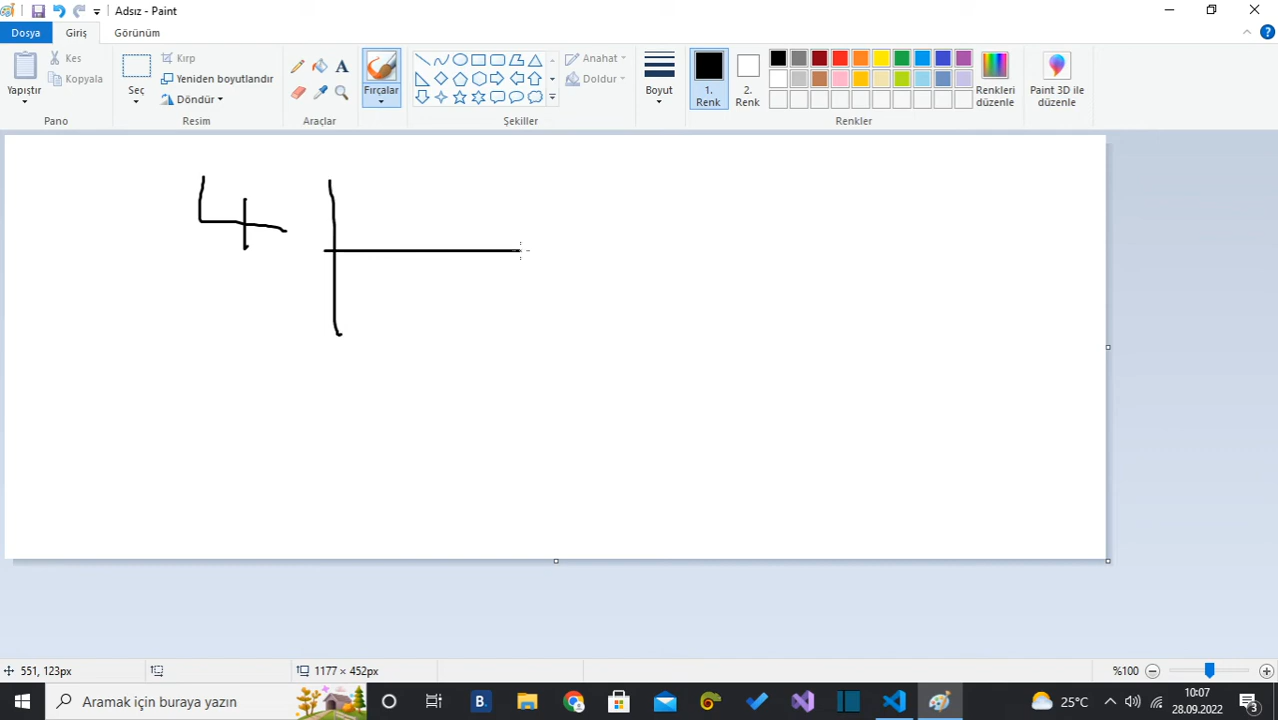 Adsız - Paint
Dosya Giriş Görünüm
Yapıştır Kes Kopyala
Pano
Seç Kırp Yeniden boyutlandır Döndür
Resim
A
Fırçalar
Araçlar
Anahat Doldur
Şekiller
Boyut
1. Renk
2. Renk
Renkleri düzenle
Paint 3D ile düzenle
Renkler
4
551, 123px
1177 × 452px
%100
Aramak için buraya yazın
B.
25°C
10:07
28.09.2022
3